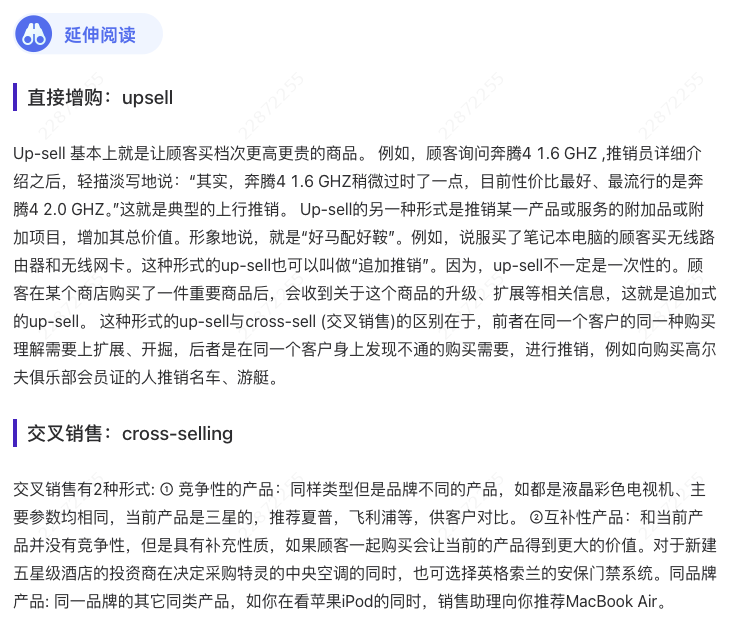 延伸阅读
直接增购：upsell
Up-sell 基本上就是让顾客买档次更高更贵的商品。 例如，顾客询问奔腾4 1.6 GHZ ,推销员详细介
绍之后，轻描淡写地说：“其实，奔腾4 1.6 GHZ稍微过时了一点，目前性价比最好、最流行的是奔
腾4 2.0 GHZ。”这就是典型的上行推销。 Up-sell的另一种形式是推销某一产品或服务的附加品或附
加项目，增加其总价值。形象地说，就是“好马配好鞍”。例如，说服买了笔记本电脑的顾客买无线路
由器和无线网卡。这种形式的up-sell也可以叫做“追加推销”。因为，up-sell不一定是一次性的。顾
客在某个商店购买了一件重要商品后，会收到关于这个商品的升级、扩展等相关信息，这就是追加式
的up-sell。 这种形式的up-sell与cross-sell (交叉销售)的区别在于，前者在同一个客户的同一种购买
理解需要上扩展、开掘，后者是在同一个客户身上发现不通的购买需要，进行推销，例如向购买高尔
夫俱乐部会员证的人推销名车、游艇。
交叉销售：cross-selling
交叉销售有2种形式: ① 竞争性的产品：同样类型但是品牌不同的产品，如都是液晶彩色电视机、主
要参数均相同，当前产品是三星的，推荐夏普，飞利浦等，供客户对比。 ②互补性产品：和当前产
品并没有竞争性，但是具有补充性质，如果顾客一起购买会让当前的产品得到更大的价值。对于新建
五星级酒店的投资商在决定采购特灵的中央空调的同时，也可选择英格索兰的安保门禁系统。同品牌
产品: 同一品牌的其它同类产品，如你在看苹果iPod的同时，销售助理向你推荐MacBook Air。
22872255